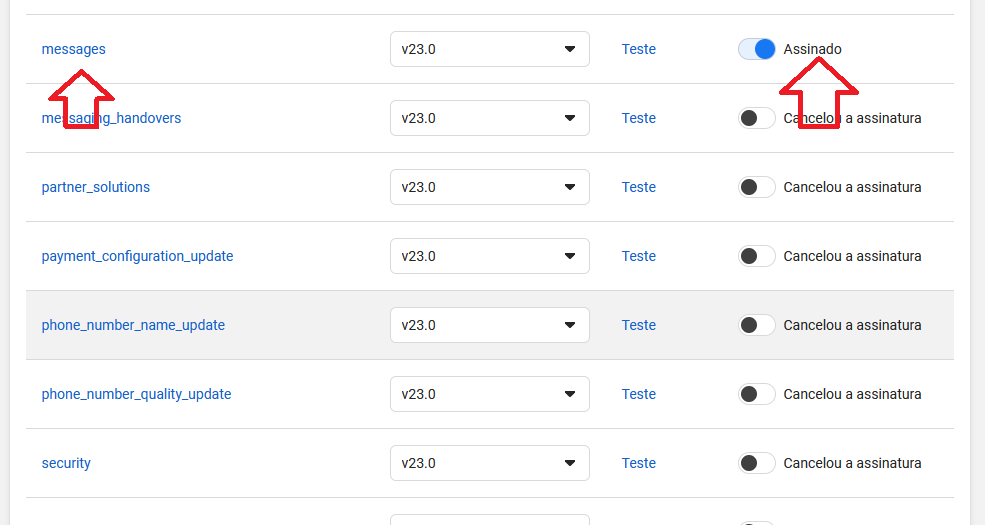 messages v23.0 Teste Assinado
messaging_handovers v23.0 Teste Cancelou a assinatura
partner_solutions v23.0 Teste Cancelou a assinatura
payment_configuration_update v23.0 Teste Cancelou a assinatura
phone_number_name_update v23.0 Teste Cancelou a assinatura
phone_number_quality_update v23.0 Teste Cancelou a assinatura
security v23.0 Teste Cancelou a assinatura